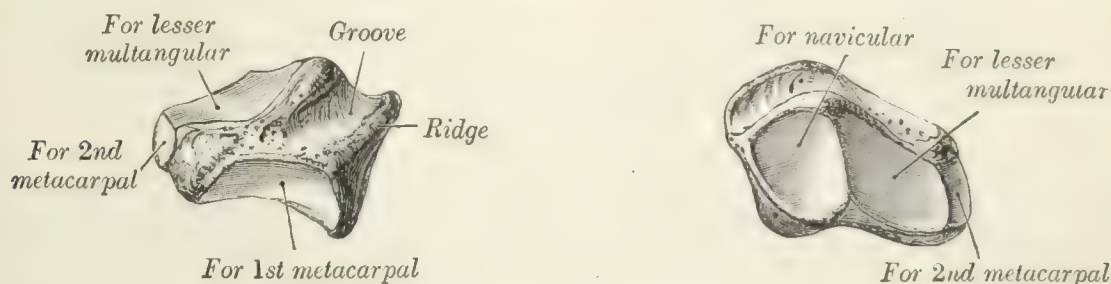 For lesser
multangular
Groove
Ridge
For 2nd
metacarpal
For 1st metacarpal
For navicular
For lesser
multangular
For 2nd metacarpal